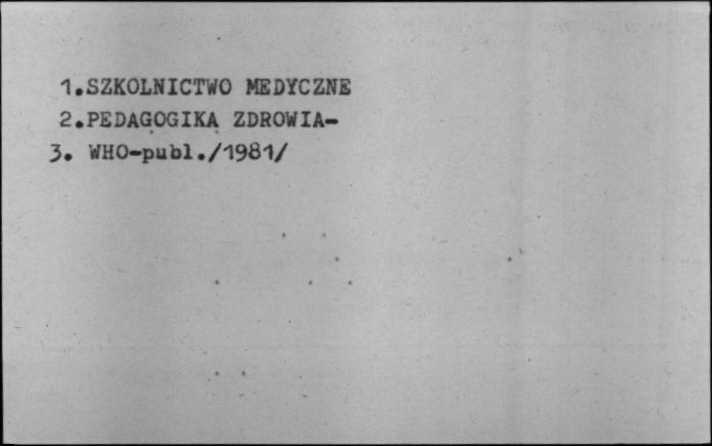 1.SZKOLNICTWO MEDYCZNE
2.PEDAGOGIKA ZDROWIA-
3. WHO-publ./1981/